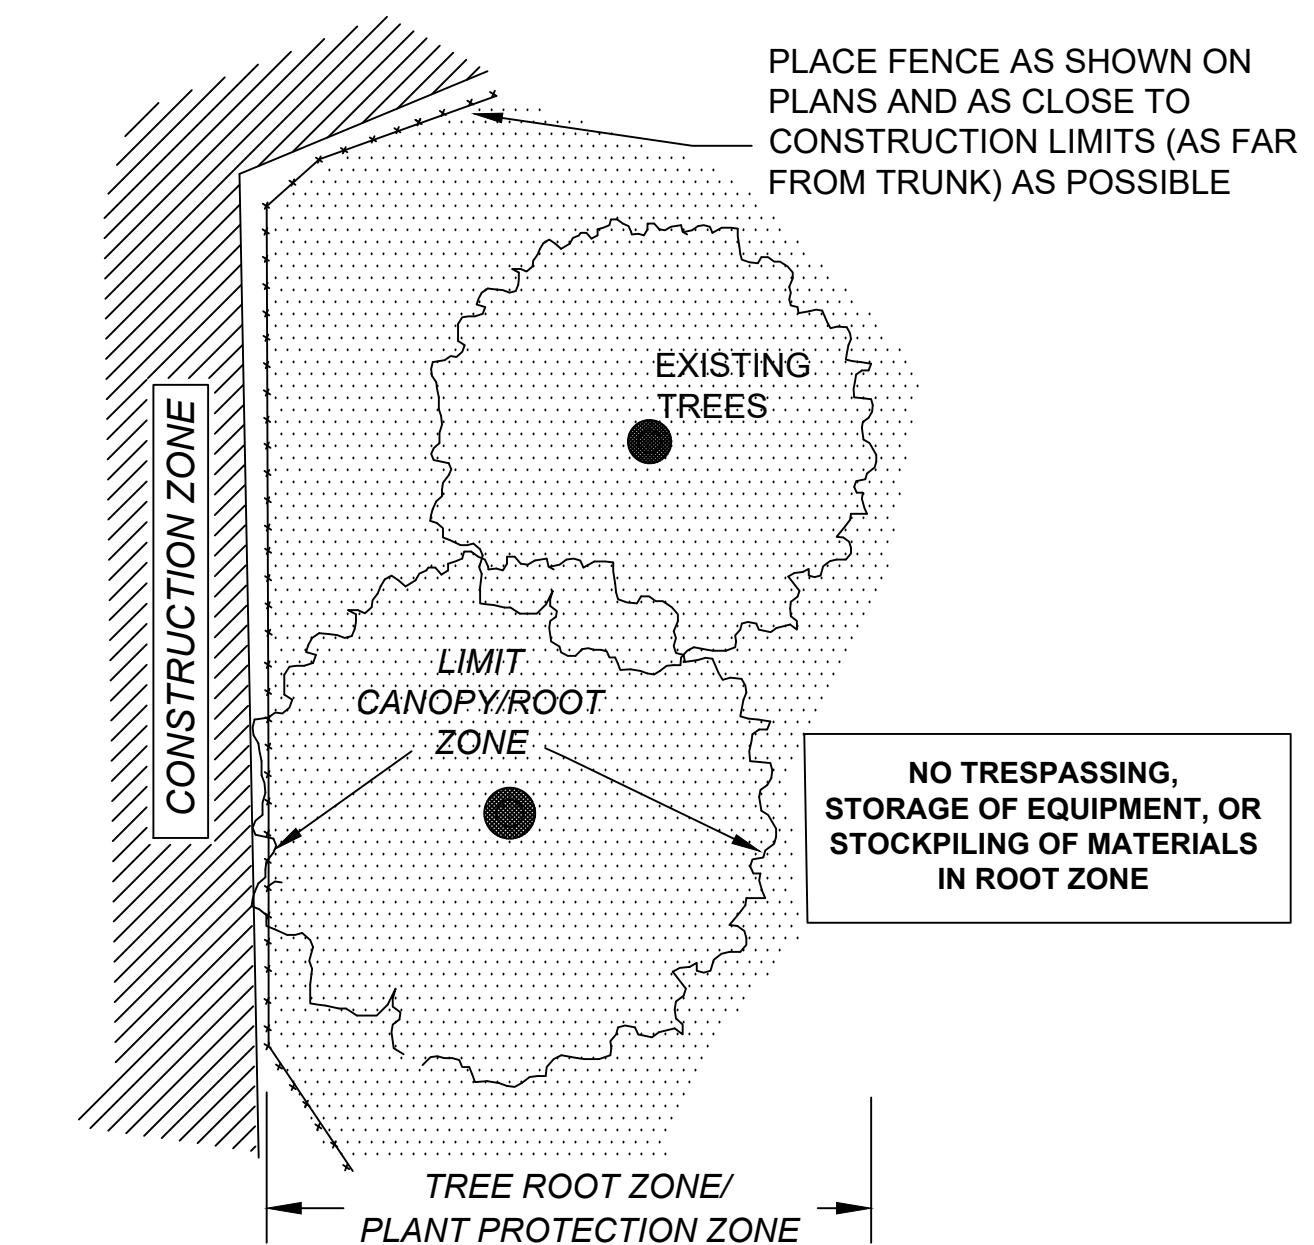 PLACE FENCE AS SHOWN ON
PLANS AND AS CLOSE TO
CONSTRUCTION LIMITS (AS FAR
FROM TRUNK) AS POSSIBLE
EXISTING
TREES
CONSTRUCTION ZONE
LIMIT
CANOPY/ROOT
ZONE
NO TRESPASSING,
STORAGE OF EQUIPMENT, OR
STOCKPILING OF MATERIALS
IN ROOT ZONE
TREE ROOT ZONE/
PLANT PROTECTION ZONE